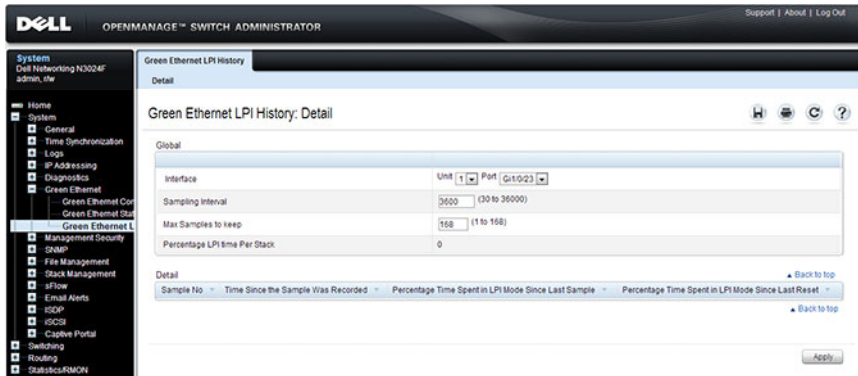 Support | About | Log Out
DELL OPENMANAGE™ SWITCH ADMINISTRATOR
System
Dell Networking N3024F
admin, r/w
Home
System
General
Time Synchronization
Logs
IP Addressing
Diagnostics
Green Ethernet
Green Ethernet Con
Green Ethernet Stat
Green Ethernet L
Management Security
SNMP
File Management
Stack Management
sFlow
Email Alerts
ISDP
iSCSI
Captive Portal
Switching
Routing
Statistics/RMON
Green Ethernet LPI History
Detail
Green Ethernet LPI History: Detail
Global
Interface Unit 1 Port Gi1/0/23
Sampling Interval 3600 (30 to 36000)
Max Samples to keep 168 (1 to 168)
Percentage LPI time Per Stack 0
Detail ▲ Back to top
Sample No Time Since the Sample Was Recorded Percentage Time Spent in LPI Mode Since Last Sample Percentage Time Spent in LPI Mode Since Last Reset
▲ Back to top
Apply